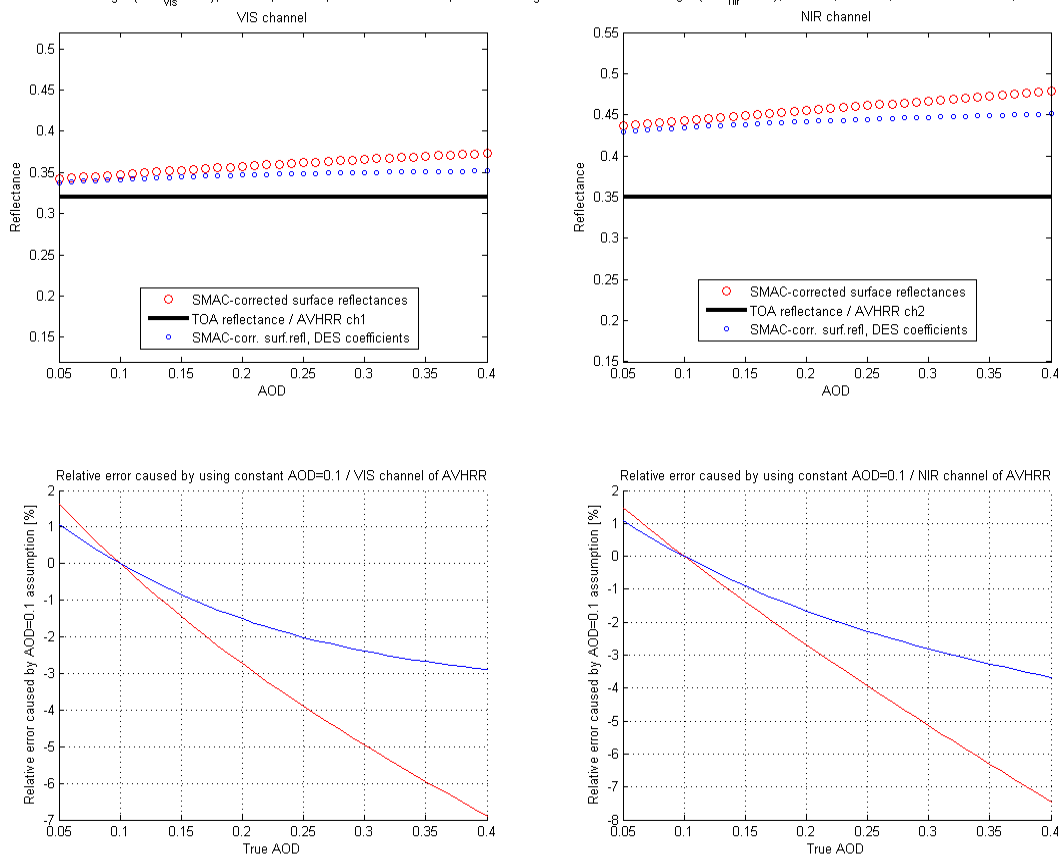 VIS channel
0.5
0.45
0.4
0.35
0.3
0.25
0.2
0.15
Reflectance
SMAC-corrected surface reflectances
TOA reflectance / AVHRR ch1
SMAC-corr. surf.refl, DES coefficients
0.05 0.1 0.15 0.2 0.25 0.3 0.35 0.4
AOD
NIR channel
0.55
0.5
0.45
0.4
0.35
0.3
0.25
0.2
0.15
Reflectance
SMAC-corrected surface reflectances
TOA reflectance / AVHRR ch2
SMAC-corr. surf.refl, DES coefficients
0.05 0.1 0.15 0.2 0.25 0.3 0.35 0.4
AOD
Relative error caused by using constant AOD=0.1 / VIS channel of AVHRR
2
1
0
-1
-2
-3
-4
-5
-6
-7
Relative error caused by AOD=0.1 assumption [%]
0.05 0.1 0.15 0.2 0.25 0.3 0.35 0.4
True AOD
Relative error caused by using constant AOD=0.1 / NIR channel of AVHRR
2
1
0
-1
-2
-3
-4
-5
-6
-7
-8
Relative error caused by AOD=0.1 assumption [%]
0.05 0.1 0.15 0.2 0.25 0.3 0.35 0.4
True AOD